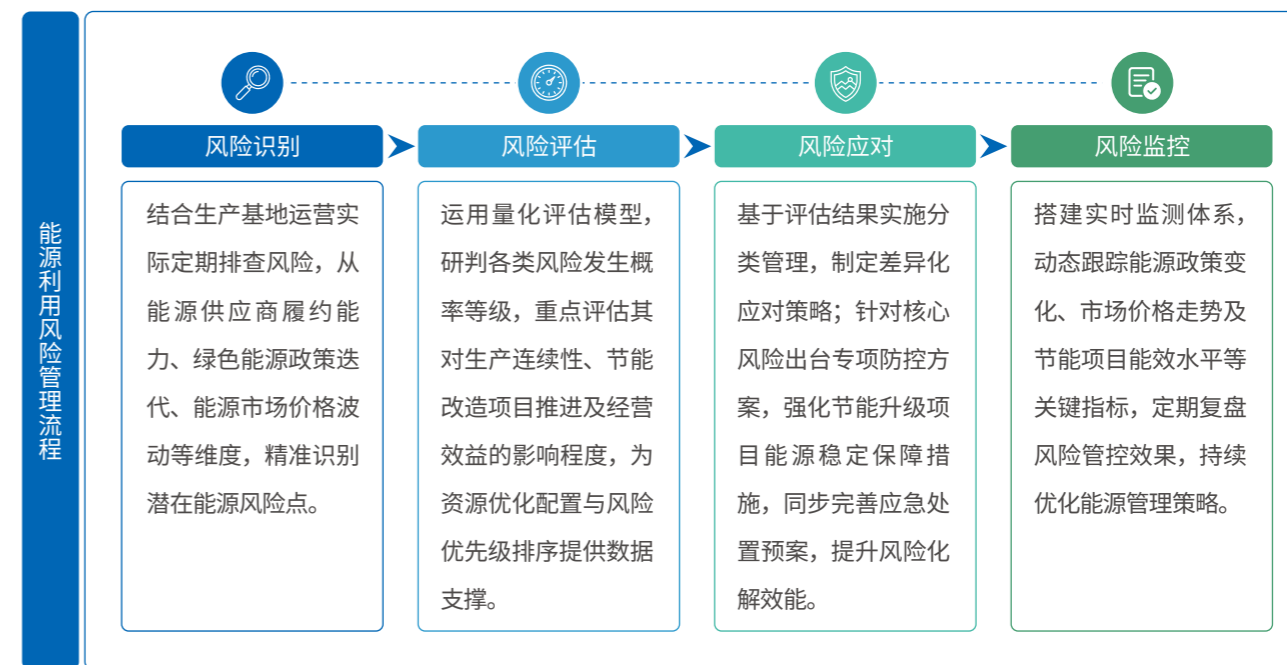 能源利用风险管理流程
风险识别
结合生产基地运营实
际定期排查风险，从
能源供应商履约能
力、绿色能源政策迭
代、能源市场价格波
动等维度，精准识别
潜在能源风险点。
风险评估
运用量化评估模型，
研判各类风险发生概
率等级，重点评估其
对生产连续性、节能
改造项目推进及经营
效益的影响程度，为
资源优化配置与风险
优先级排序提供数据
支撑。
风险应对
基于评估结果实施分
类管理，制定差异化
应对策略；针对核心
风险出台专项防控方
案，强化节能升级项
目能源稳定保障措
施，同步完善应急处
置预案，提升风险化
解效能。
风险监控
搭建实时监测体系，
动态跟踪能源政策变
化、市场价格走势及
节能项目能效水平等
关键指标，定期复盘
风险管控效果，持续
优化能源管理策略。